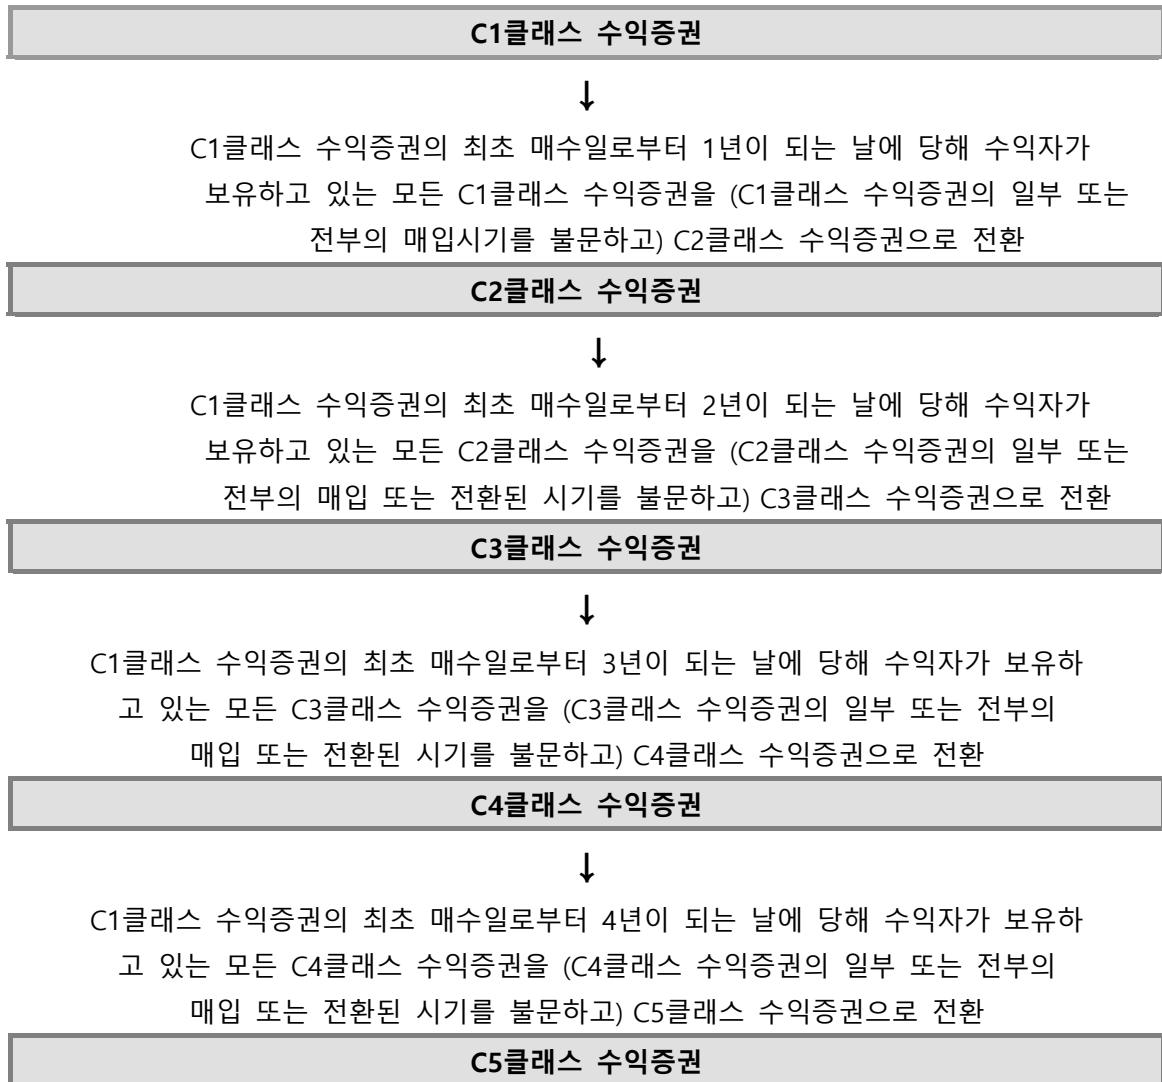 C1클래스 수익증권
↓
C1클래스 수익증권의 최초 매수일로부터 1년이 되는 날에 당해 수익자가
보유하고 있는 모든 C1클래스 수익증권을 (C1클래스 수익증권의 일부 또는
전부의 매입시기를 불문하고) C2클래스 수익증권으로 전환
C2클래스 수익증권
↓
C1클래스 수익증권의 최초 매수일로부터 2년이 되는 날에 당해 수익자가
보유하고 있는 모든 C2클래스 수익증권을 (C2클래스 수익증권의 일부 또는
전부의 매입 또는 전환된 시기를 불문하고) C3클래스 수익증권으로 전환
C3클래스 수익증권
↓
C1클래스 수익증권의 최초 매수일로부터 3년이 되는 날에 당해 수익자가 보유하
고 있는 모든 C3클래스 수익증권을 (C3클래스 수익증권의 일부 또는 전부의
매입 또는 전환된 시기를 불문하고) C4클래스 수익증권으로 전환
C4클래스 수익증권
↓
C1클래스 수익증권의 최초 매수일로부터 4년이 되는 날에 당해 수익자가 보유하
고 있는 모든 C4클래스 수익증권을 (C4클래스 수익증권의 일부 또는 전부의
매입 또는 전환된 시기를 불문하고) C5클래스 수익증권으로 전환
C5클래스 수익증권